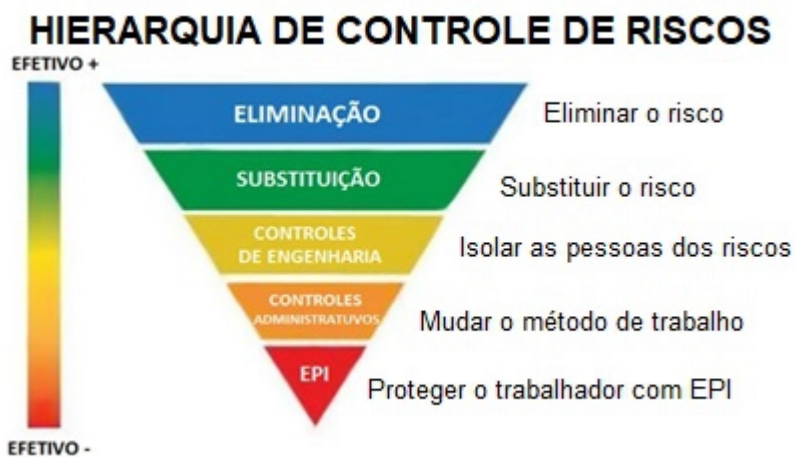 HIERARQUIA DE CONTROLE DE RISCOS
EFETIVO +
ELIMINAÇÃO
Eliminar o risco
SUBSTITUIÇÃO
Substituir o risco
CONTROLES
DE ENGENHARIA
Isolar as pessoas dos riscos
CONTROLES
ADMINISTRATUVOS
Mudar o método de trabalho
EPI
Proteger o trabalhador com EPI
EFETIVO -